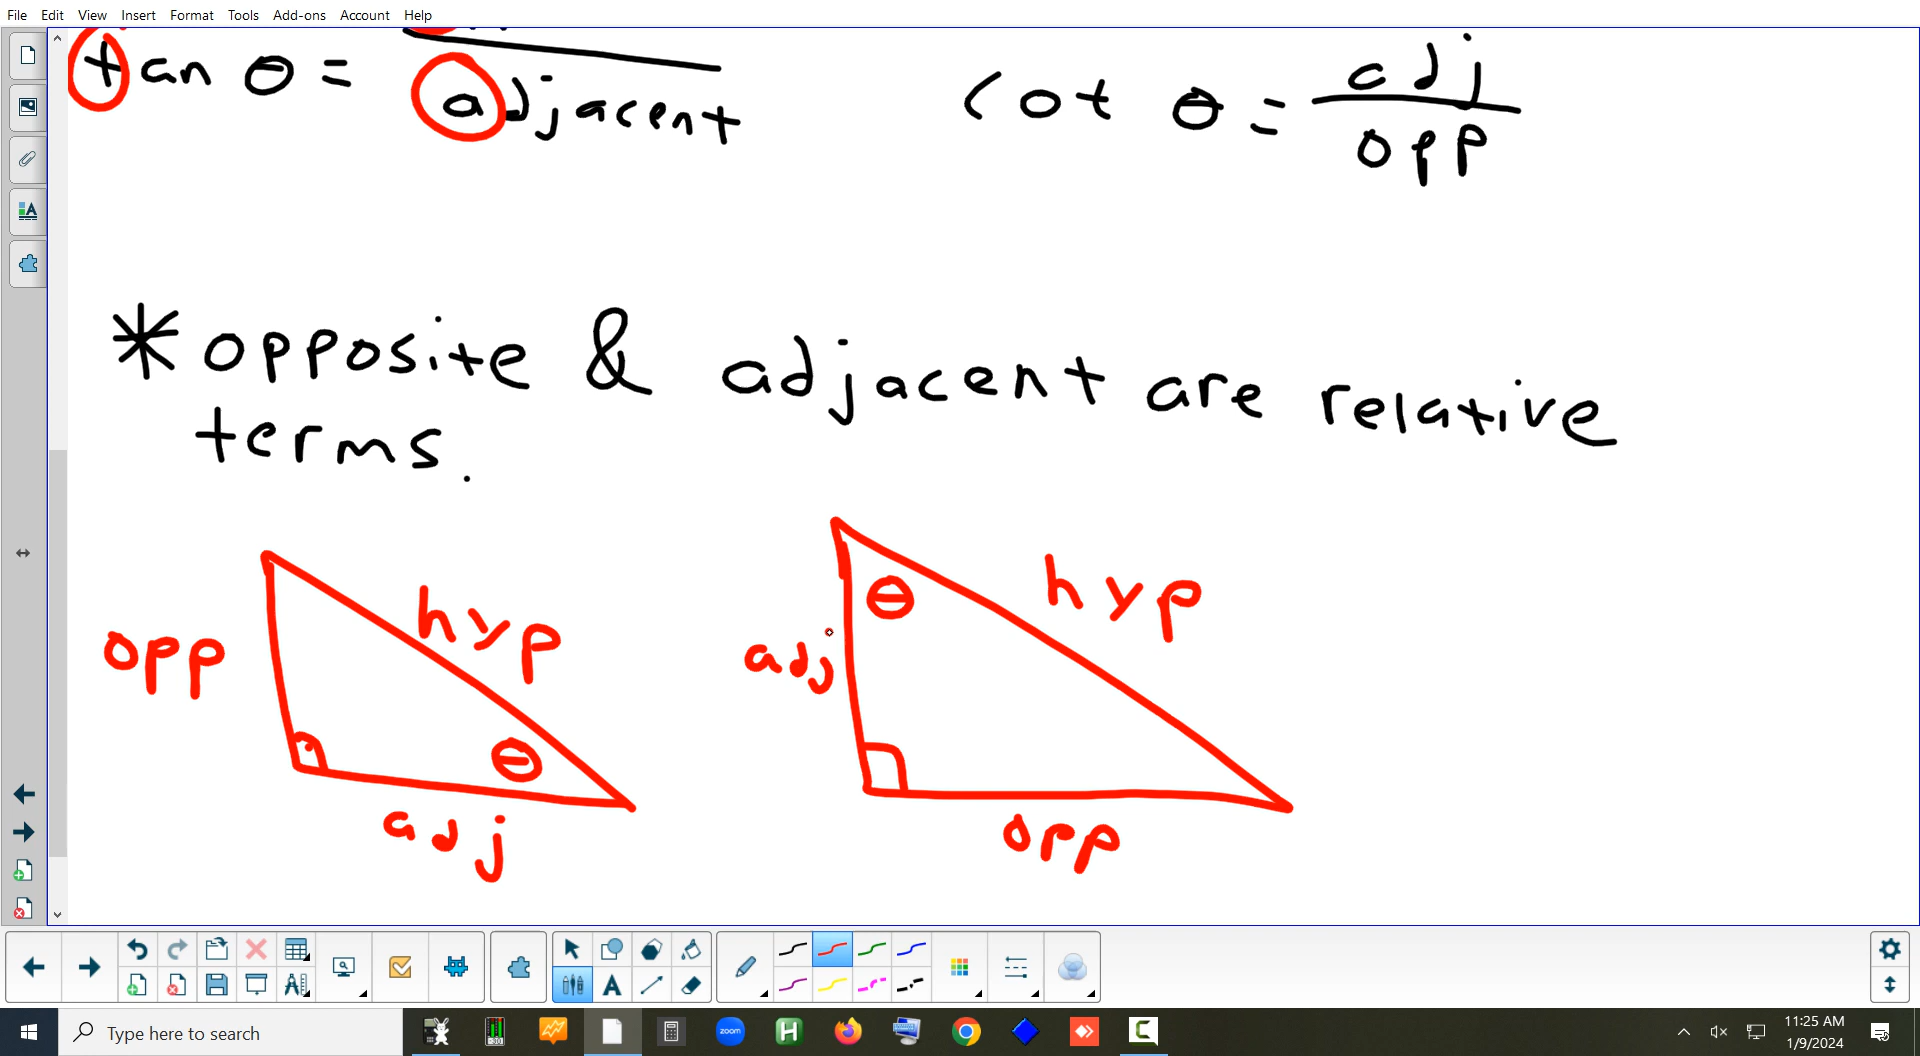 File Edit View Insert Format Tools Add-ons Account Help
tan θ = adjacent
cot θ = adj
opp
* opposite & adjacent are relative
terms.
hyp
opp
θ
adj
hyp
θ
adj
opp
Type here to search
zoom
11:25 AM
1/9/2024